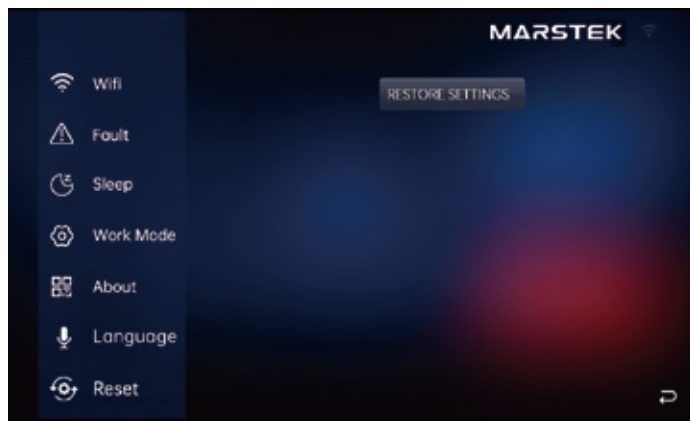 MARSTEK
Wifi
RESTORE SETTINGS
Fault
Sleep
Work Mode
About
Language
Reset